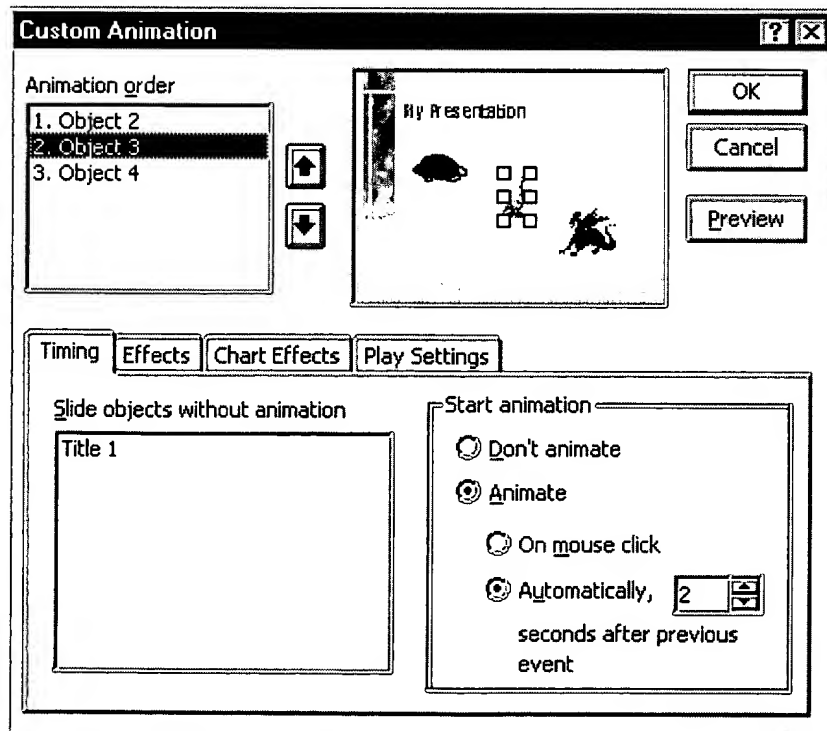 Custom Animation
Animation order
1. Object 2
2. Object 3
3. Object 4
My Presentation
OK
Cancel
Preview
Timing
Effects
Chart Effects
Play Settings
Slide objects without animation
Title 1
Start animation
Don't animate
Animate
On mouse click
Automatically, 2
seconds after previous
event